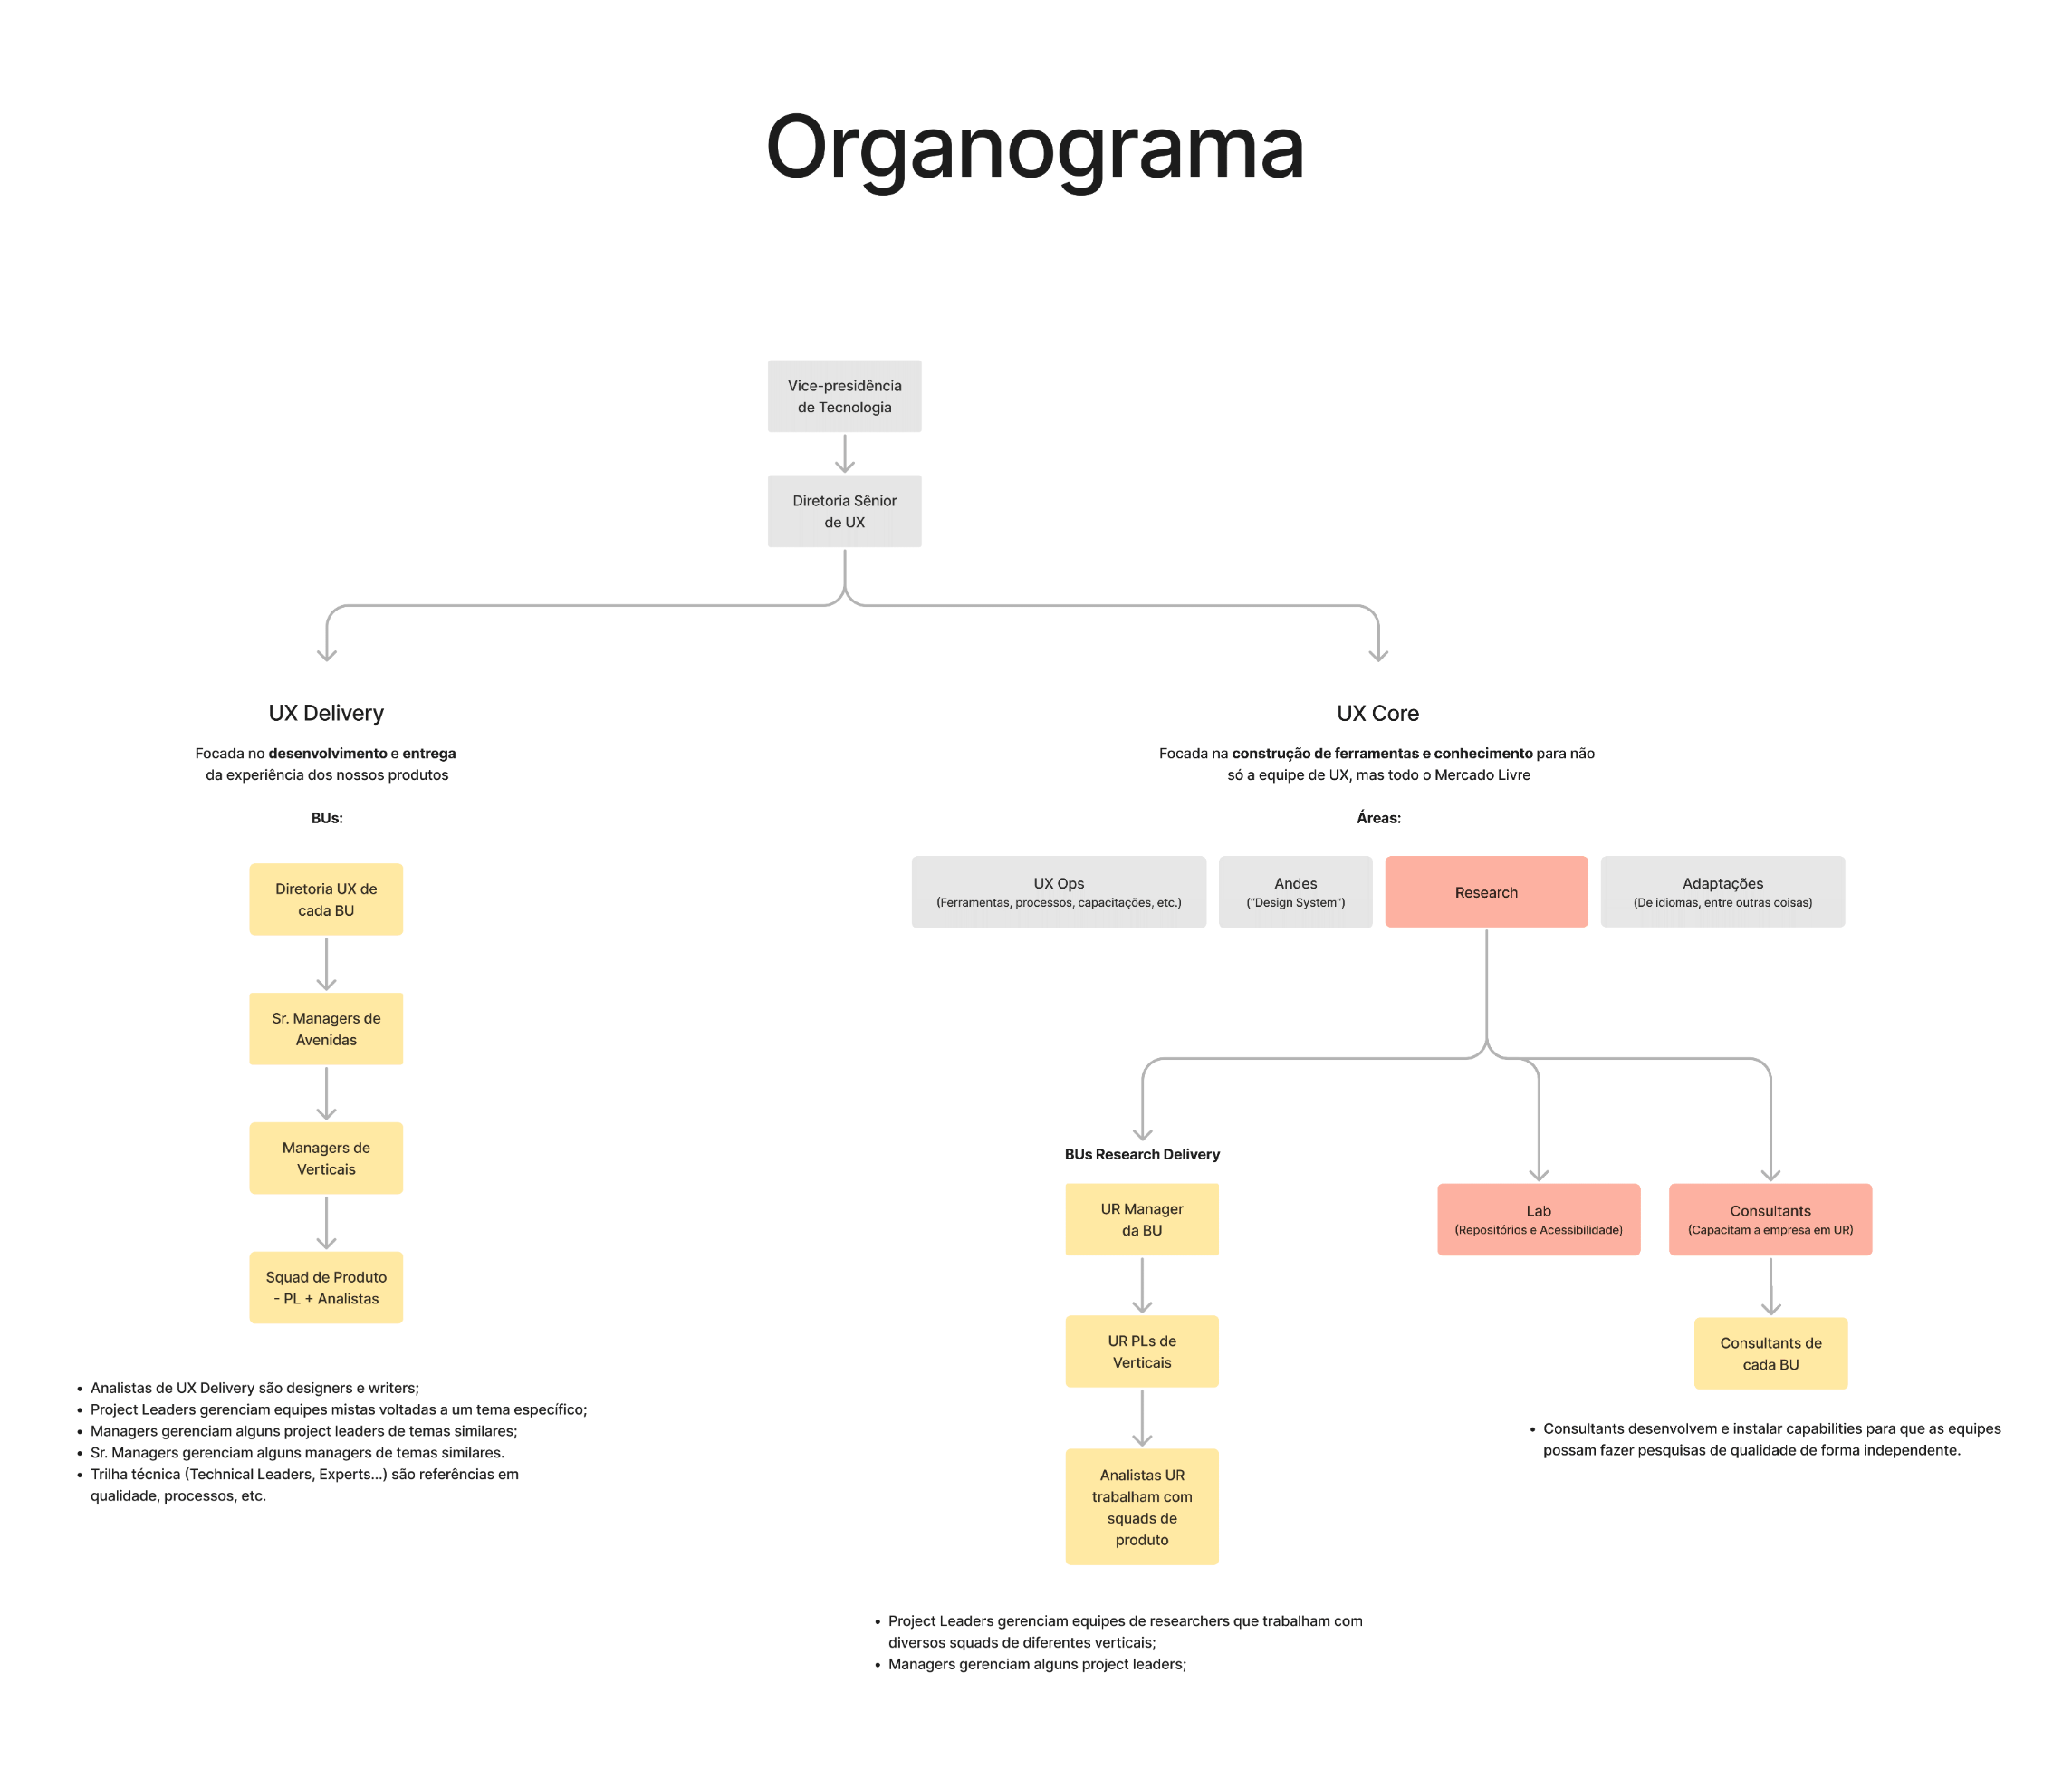 Organograma
Vice-presidência
de Tecnologia
Diretoria Sênior
de UX
UX Delivery
Focada no desenvolvimento e entrega
da experiência dos nossos produtos
BUs:
Diretoria UX de
cada BU
Sr. Managers de
Avenidas
Managers de
Verticais
Squad de Produto
- PL + Analistas
• Analistas de UX Delivery são designers e writers;
• Project Leaders gerenciam equipes mistas voltadas a um tema específico;
• Managers gerenciam alguns project leaders de temas similares;
• Sr. Managers gerenciam alguns managers de temas similares.
• Trilha técnica (Technical Leaders, Experts...) são referências em
qualidade, processos, etc.
UX Core
Focada na construção de ferramentas e conhecimento para não
só a equipe de UX, mas todo o Mercado Livre
Áreas:
UX Ops
(Ferramentas, processos, capacitações, etc.)
Andes
("Design System")
Research
Adaptações
(De idiomas, entre outras coisas)
BUs Research Delivery
UR Manager
da BU
UR PLs de
Verticais
Analistas UR
trabalham com
squads de
produto
• Project Leaders gerenciam equipes de researchers que trabalham com
diversos squads de diferentes verticais;
• Managers gerenciam alguns project leaders;
Lab
(Repositórios e Acessibilidade)
Consultants
(Capacitam a empresa em UR)
Consultants de
cada BU
• Consultants desenvolvem e instalar capabilities para que as equipes
possam fazer pesquisas de qualidade de forma independente.